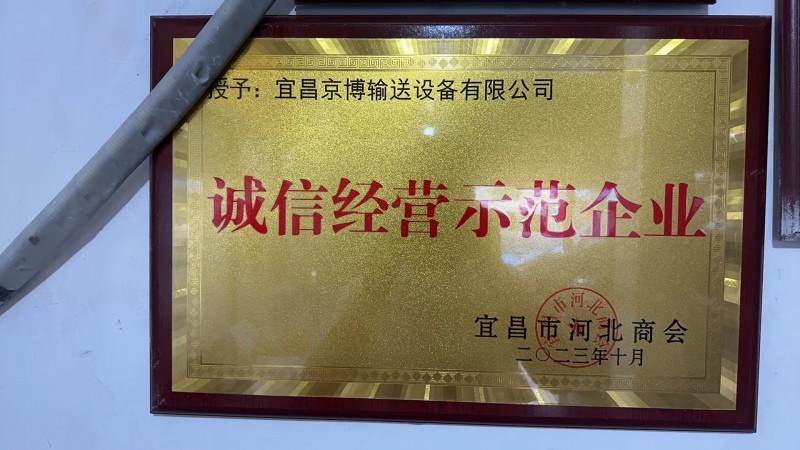 授予：宜昌京博输送设备有限公司
诚信经营示范企业
宜昌市河北商会
二〇二三年十月